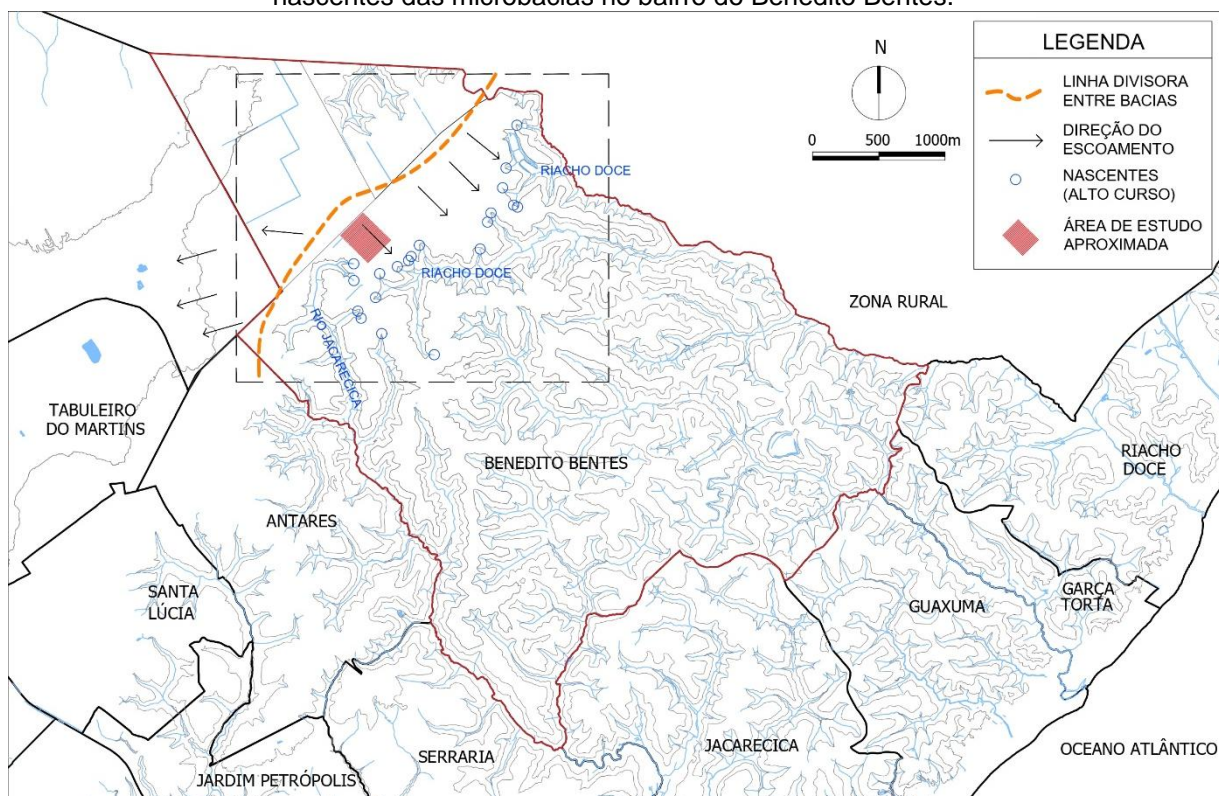 nascentes das microbacias no bairro do Benedito Bentes.
LEGENDA
LINHA DIVISORA
ENTRE BACIAS
DIREÇÃO DO
ESCOAMENTO
NASCENTES
(ALTO CURSO)
ÁREA DE ESTUDO
APROXIMADA
N
0 500 1000m
RIACHO DOCE
RIACHO DOCE
RIO JACARECICA
ZONA RURAL
TABULEIRO
DO MARTINS
BENEDITO BENTES
RIACHO
DOCE
ANTARES
SANTA
LÚCIA
GUAXUMA
GARÇA
TORTA
SERRARIA
JACARECICA
OCEANO ATLÂNTICO
JARDIM PETRÓPOLIS